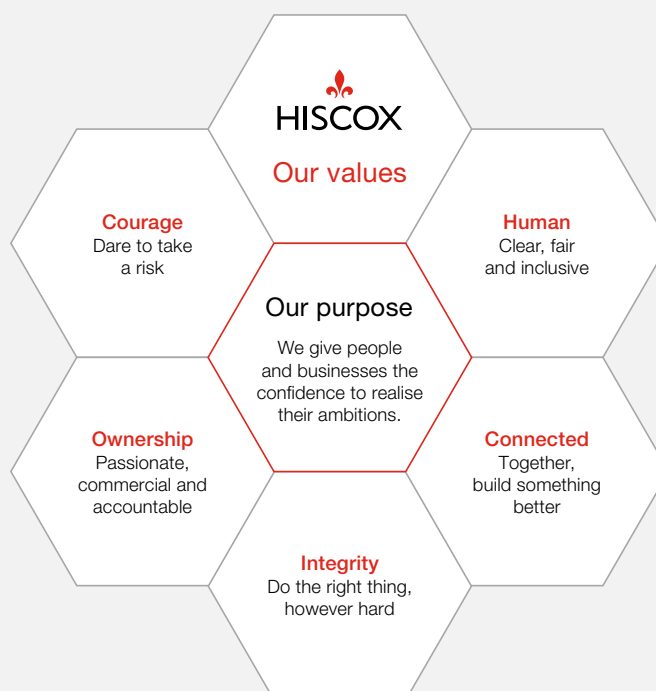 HISCOX
Our values
Courage
Dare to take
a risk
Human
Clear, fair
and inclusive
Our purpose
We give people
and businesses the
confidence to realise
their ambitions.
Ownership
Passionate,
commercial and
accountable
Connected
Together,
build something
better
Integrity
Do the right thing,
however hard